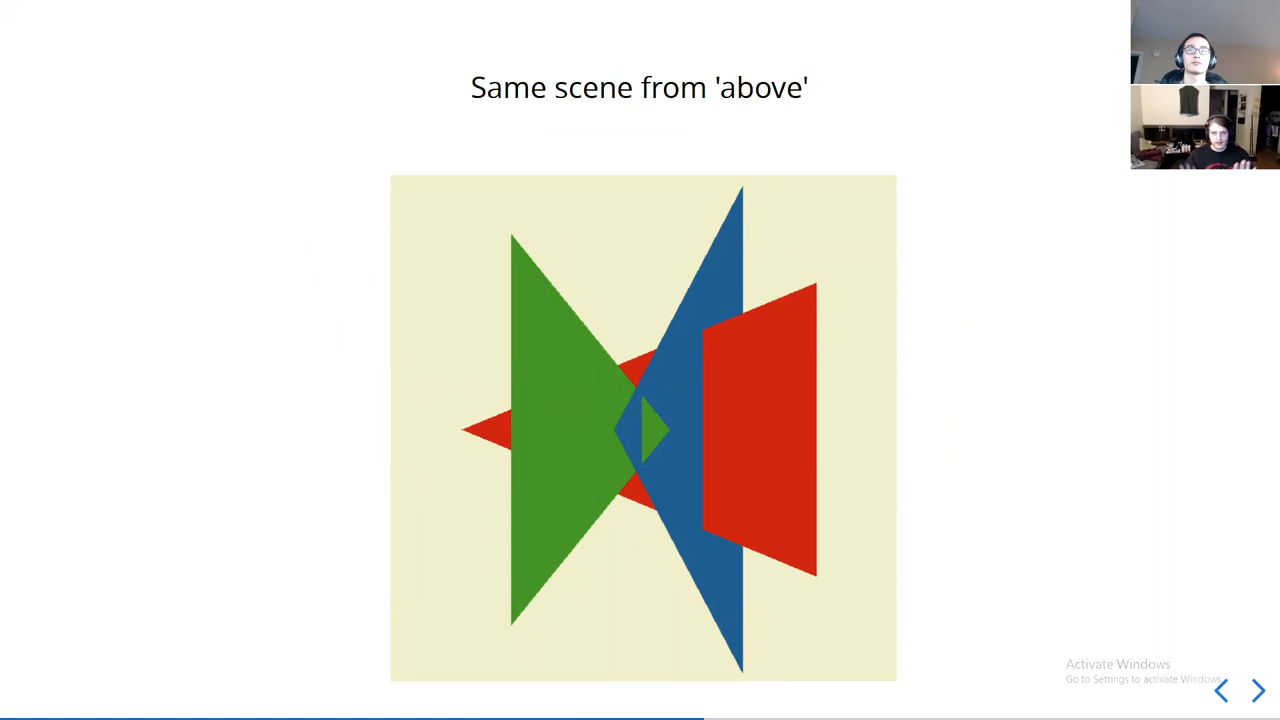 Same scene from 'above'
Activate Windows
Go to Settings to activate Windows.